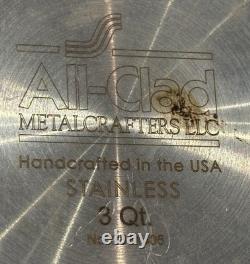 All-Clad
METALCRAFTERS LLC
Handcrafted in the USA
STAINLESS
3 Qt.